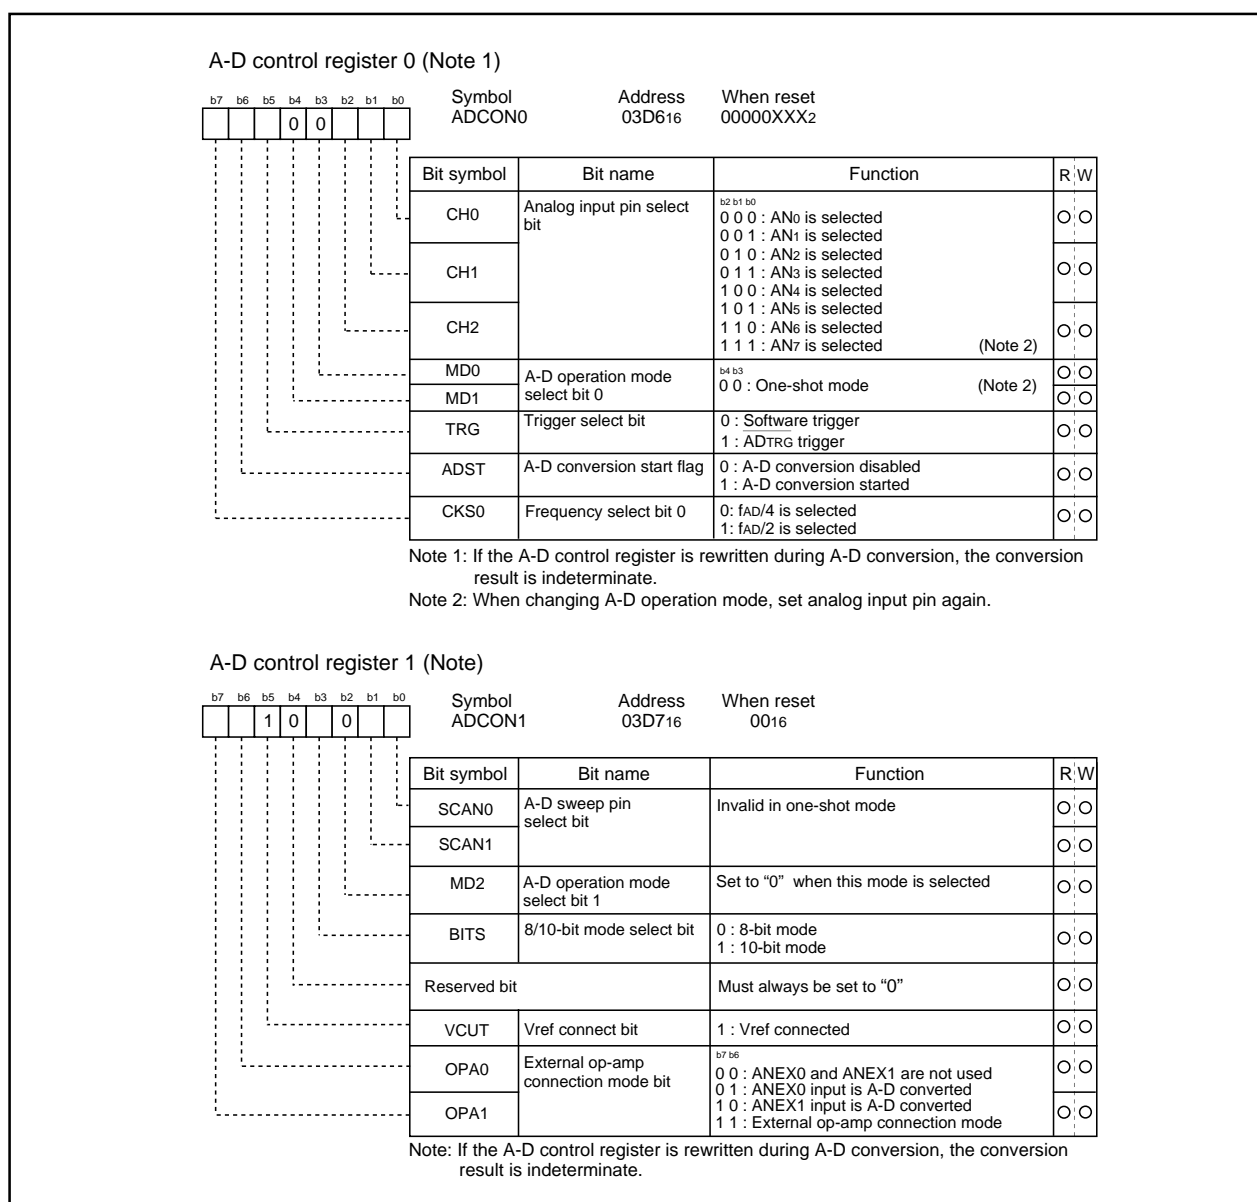 A-D control register 0 (Note 1)
b7 b6 b5 b4 b3 b2 b1 b0
0 0
Symbol Address When reset
ADCON0 03D616 00000XXX2
Bit symbol Bit name Function R W
CH0 Analog input pin select bit
b2 b1 b0
0 0 0 : AN0 is selected
0 0 1 : AN1 is selected
0 1 0 : AN2 is selected
CH1
0 1 1 : AN3 is selected
1 0 0 : AN4 is selected
1 0 1 : AN5 is selected
CH2
1 1 0 : AN6 is selected
1 1 1 : AN7 is selected (Note 2)
MD0
A-D operation mode
select bit 0
b4 b3
0 0 : One-shot mode (Note 2)
MD1
TRG Trigger select bit
0 : Software trigger
1 : ADTRG trigger
ADST A-D conversion start flag
0 : A-D conversion disabled
1 : A-D conversion started
CKS0 Frequency select bit 0
0: fAD/4 is selected
1: fAD/2 is selected
Note 1: If the A-D control register is rewritten during A-D conversion, the conversion
result is indeterminate.
Note 2: When changing A-D operation mode, set analog input pin again.
A-D control register 1 (Note)
b7 b6 b5 b4 b3 b2 b1 b0
1 0 0
Symbol Address When reset
ADCON1 03D716 0016
Bit symbol Bit name Function R W
SCAN0
A-D sweep pin
select bit
Invalid in one-shot mode
SCAN1
MD2
A-D operation mode
select bit 1
Set to “0” when this mode is selected
BITS 8/10-bit mode select bit
0 : 8-bit mode
1 : 10-bit mode
Reserved bit Must always be set to “0”
VCUT Vref connect bit 1 : Vref connected
OPA0
External op-amp
connection mode bit
b7 b6
0 0 : ANEX0 and ANEX1 are not used
0 1 : ANEX0 input is A-D converted
1 0 : ANEX1 input is A-D converted
1 1 : External op-amp connection mode
OPA1
Note: If the A-D control register is rewritten during A-D conversion, the conversion
result is indeterminate.